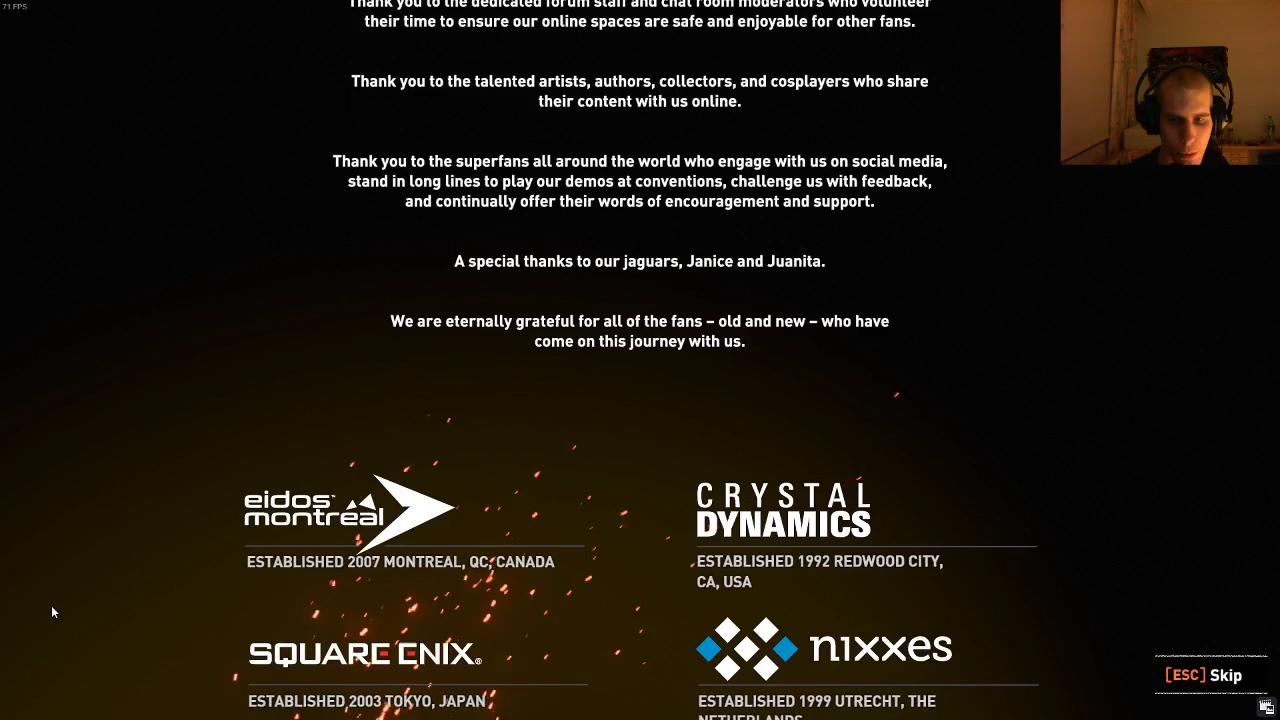 71 FPS
Thank you to the dedicated forum staff and chat room moderators who volunteer
their time to ensure our online spaces are safe and enjoyable for other fans.
Thank you to the talented artists, authors, collectors, and cosplayers who share
their content with us online.
Thank you to the superfans all around the world who engage with us on social media,
stand in long lines to play our demos at conventions, challenge us with feedback,
and continually offer their words of encouragement and support.
A special thanks to our jaguars, Janice and Juanita.
We are eternally grateful for all of the fans – old and new – who have
come on this journey with us.
eidos™
montreal
ESTABLISHED 2007 MONTREAL, QC, CANADA
CRYSTAL
DYNAMICS
ESTABLISHED 1992 REDWOOD CITY,
CA, USA
SQUARE ENIX®
ESTABLISHED 2003 TOKYO, JAPAN
nixxes
ESTABLISHED 1999 UTRECHT, THE
NETHERLANDS
[ESC] Skip